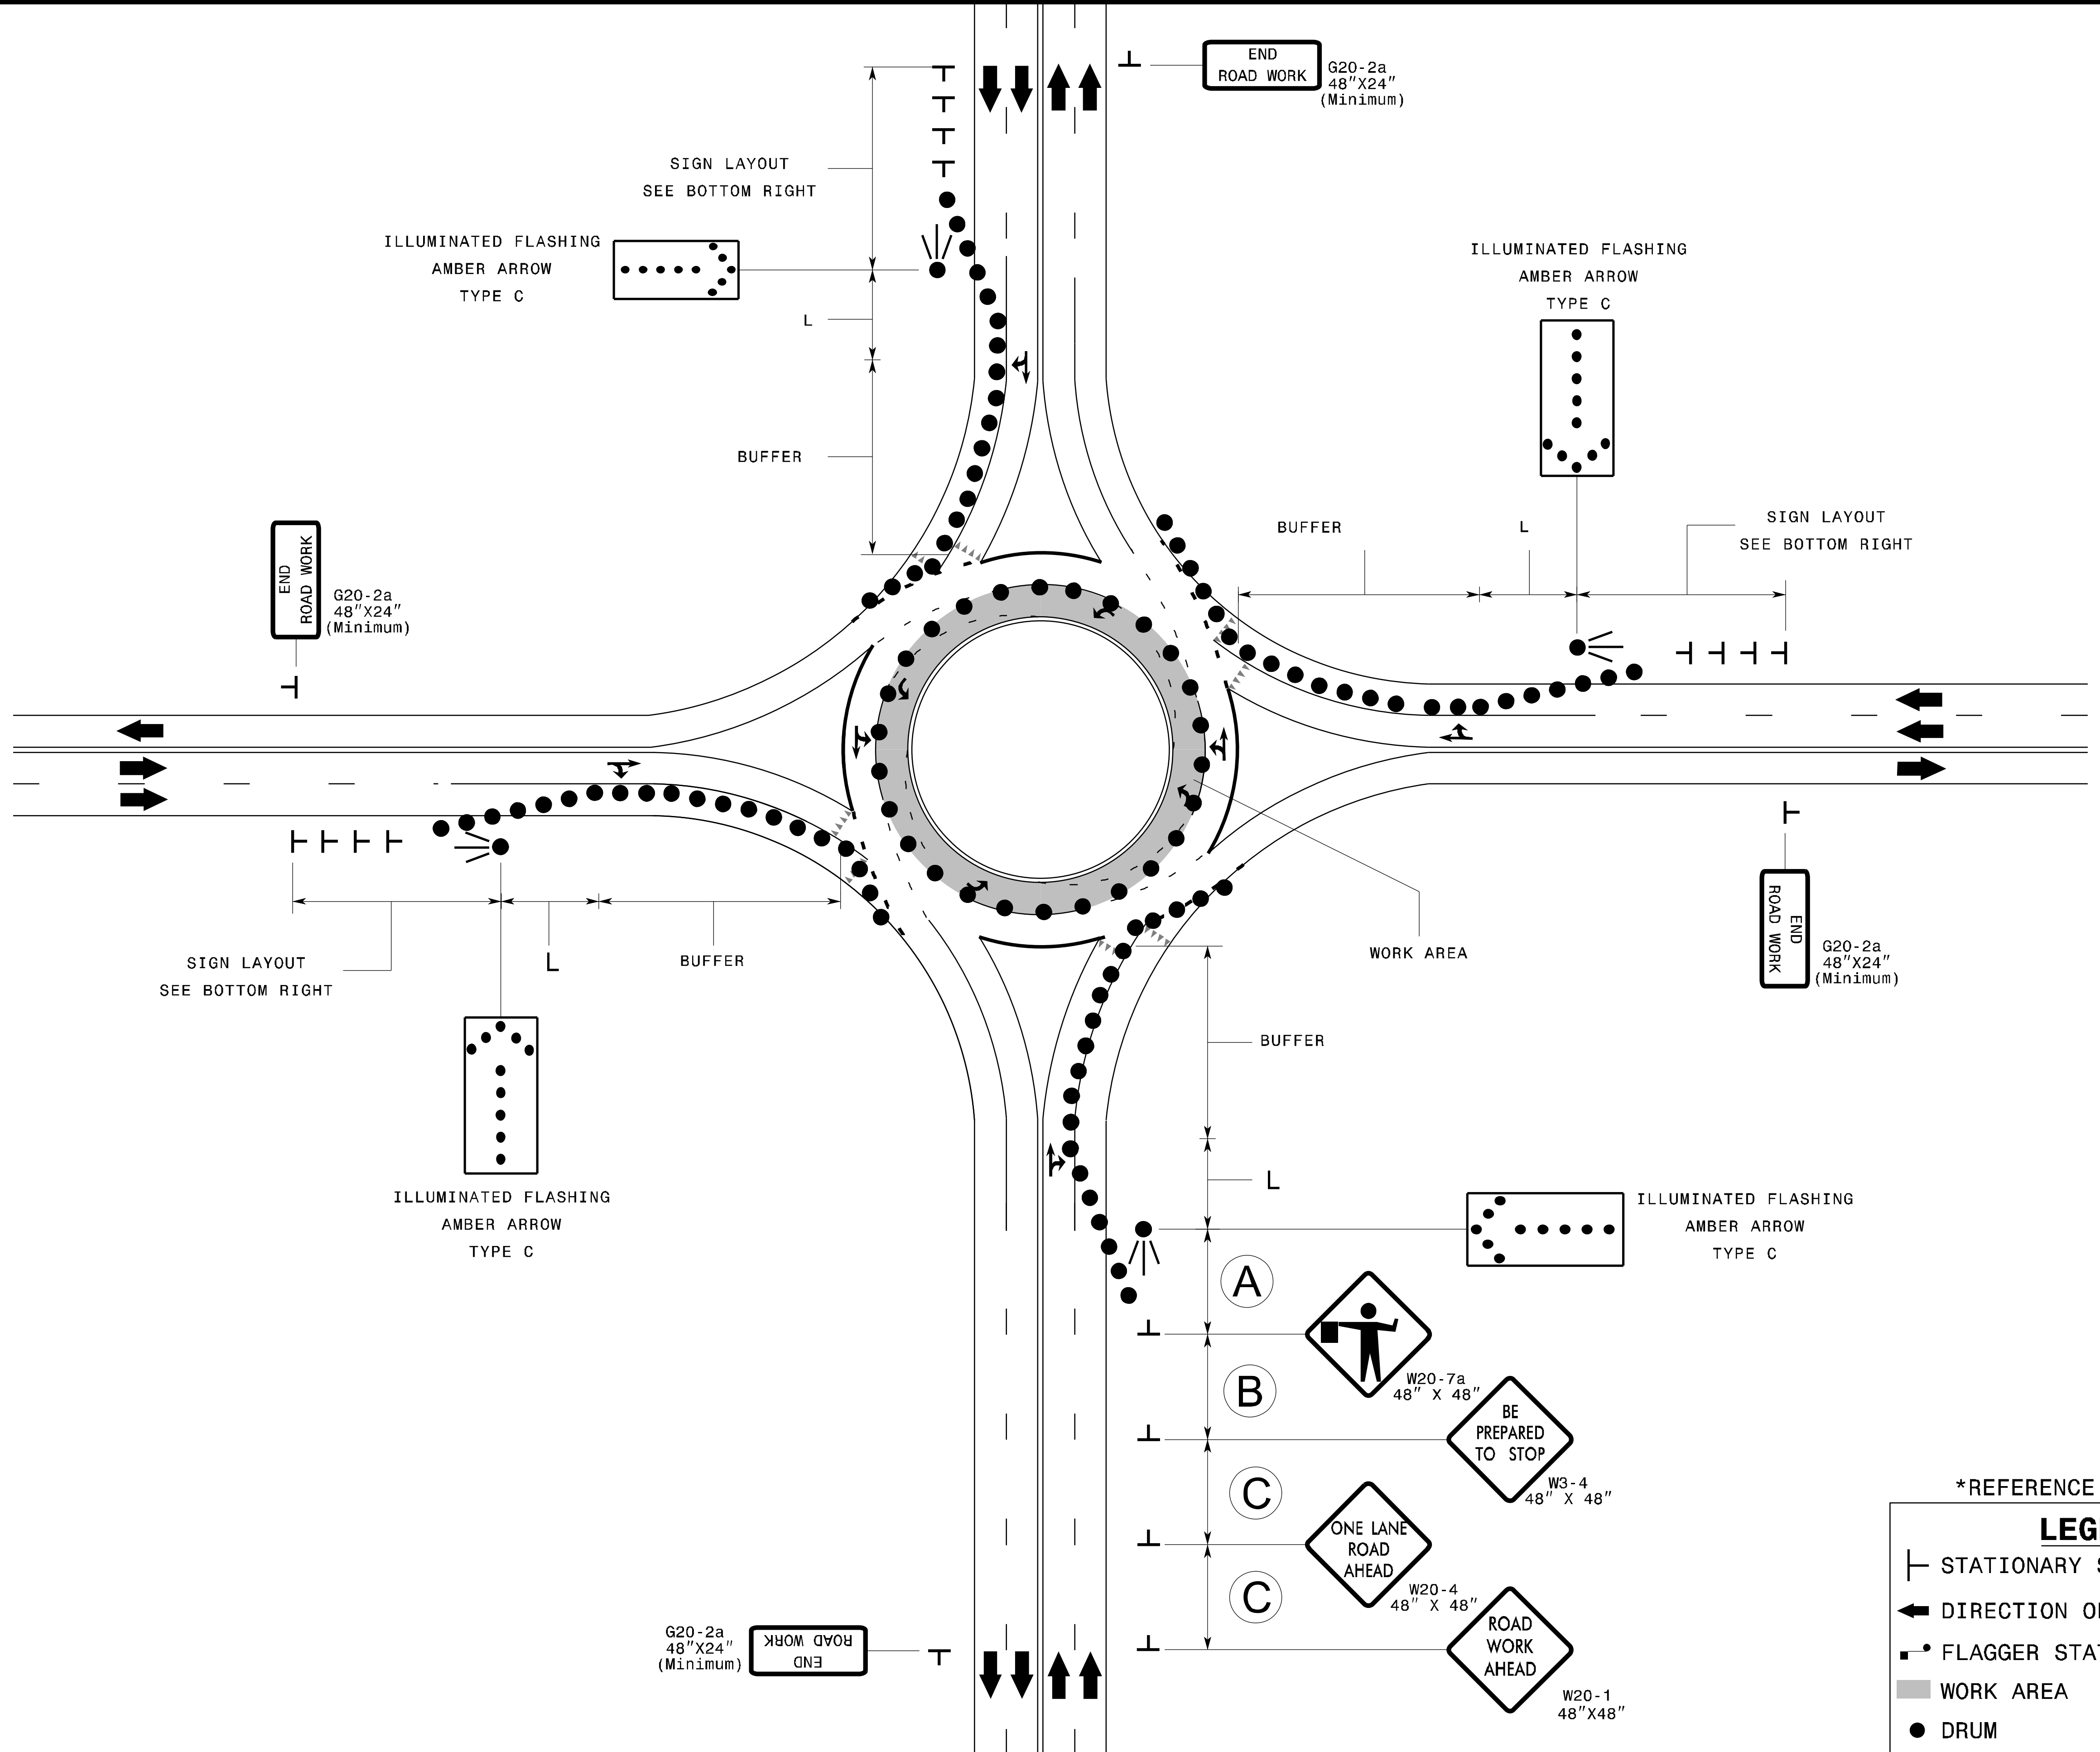 END
ROAD WORK
G20-2a
48"X24"
(Minimum)
SIGN LAYOUT
SEE BOTTOM RIGHT
ILLUMINATED FLASHING
AMBER ARROW
TYPE C
L
BUFFER
ILLUMINATED FLASHING
AMBER ARROW
TYPE C
BUFFER
L
SIGN LAYOUT
SEE BOTTOM RIGHT
END
ROAD WORK
G20-2a
48"X24"
(Minimum)
SIGN LAYOUT
SEE BOTTOM RIGHT
L
BUFFER
WORK AREA
END
ROAD WORK
G20-2a
48"X24"
(Minimum)
ILLUMINATED FLASHING
AMBER ARROW
TYPE C
BUFFER
L
ILLUMINATED FLASHING
AMBER ARROW
TYPE C
A
W20-7a
48" X 48"
B
BE
PREPARED
TO STOP
W3-4
48" X 48"
C
ONE LANE
ROAD
AHEAD
W20-4
48" X 48"
C
ROAD
WORK
AHEAD
W20-1
48"X48"
G20-2a
48"X24"
(Minimum)
END
ROAD WORK
*REFERENCE
LEG
STATIONARY S
DIRECTION O
FLAGGER STA
WORK AREA
DRUM